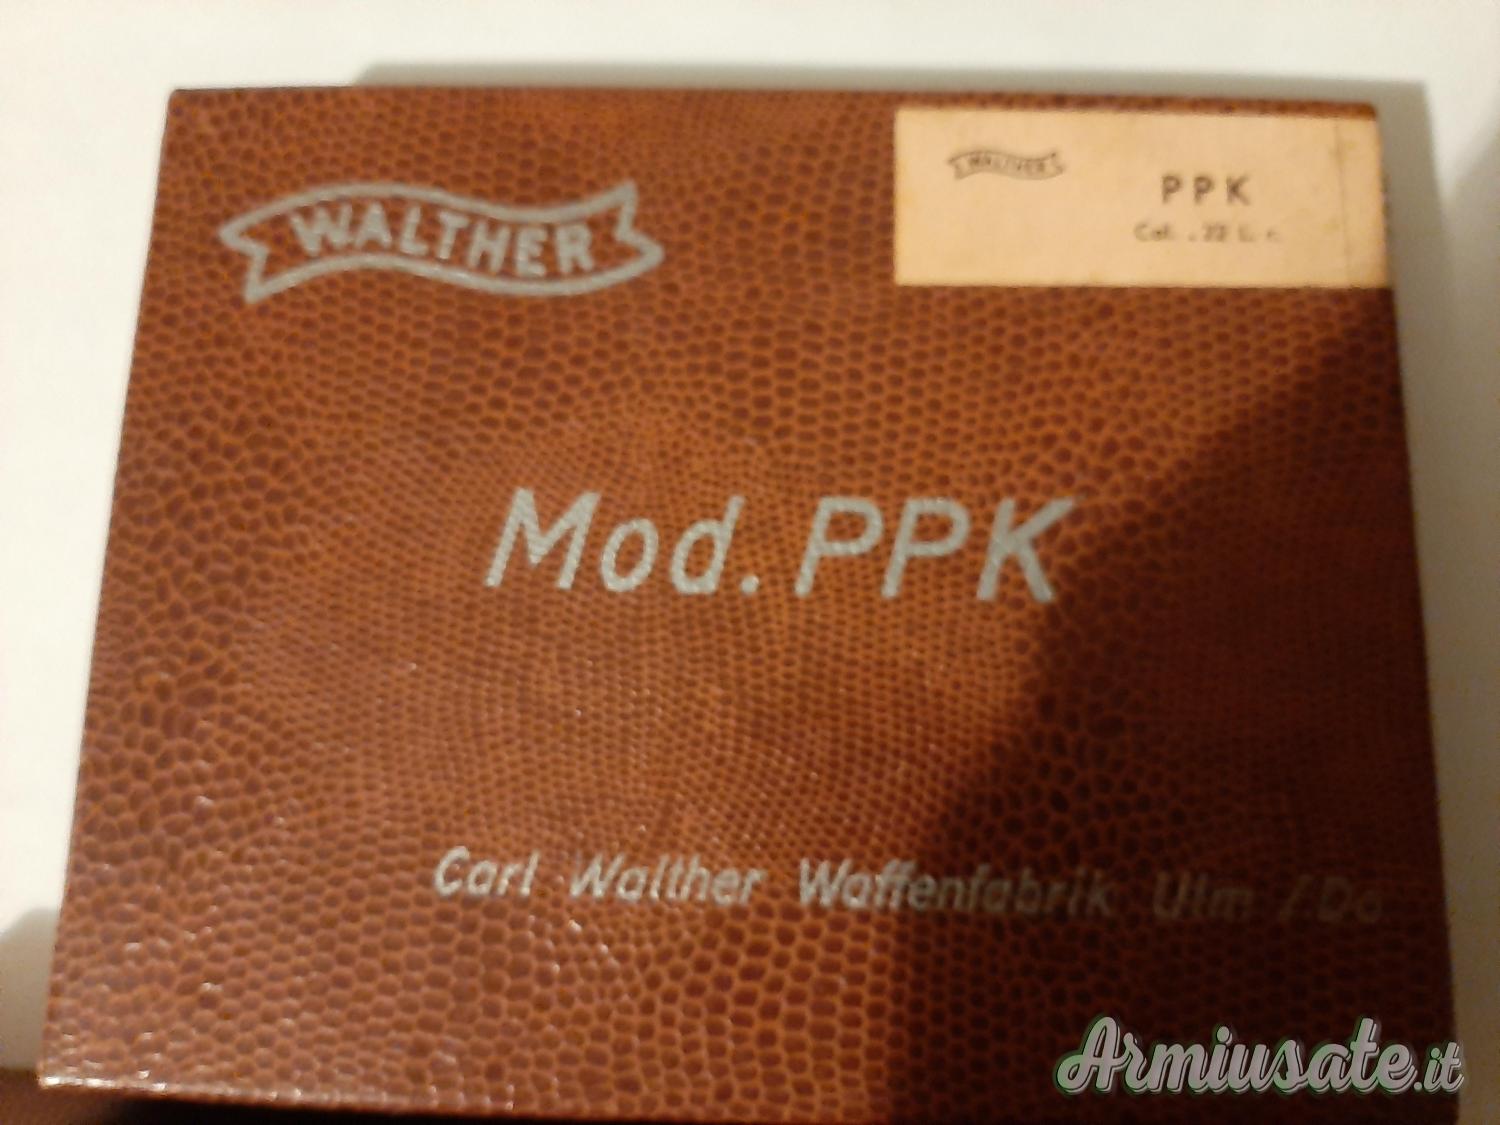 WALTHER
WALTHER
PPK
Cal. .22 L. r.
Mod. PPK
Carl Walther Waffenfabrik Ulm / Do
Armiusate.it